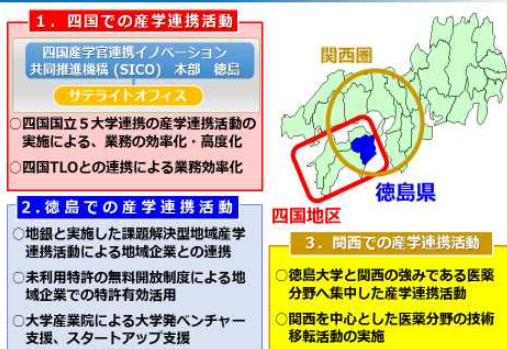 1. 四国での産学連携活動
四国産学官連携イノベーション
共同推進機構 (SICO) 本部 徳島
サテライトオフィス
○四国国立5大学連携の産学連携活動の
実施による、業務の効率化・高度化
○四国TLOとの連携による業務効率化
関西圏
徳島県
四国地区
2.徳島での産学連携活動
○地銀と実施した課題解決型地域産学
連携活動による地域企業との連携
○未利用特許の無料開放制度による地
域企業での特許有効活用
○大学産業院による大学発ベンチャー
支援、スタートアップ支援
3. 関西での産学連携活動
○徳島大学と関西の強みである医薬
分野へ集中した産学連携活動
○関西を中心とした医薬分野の技術
移転活動の実施